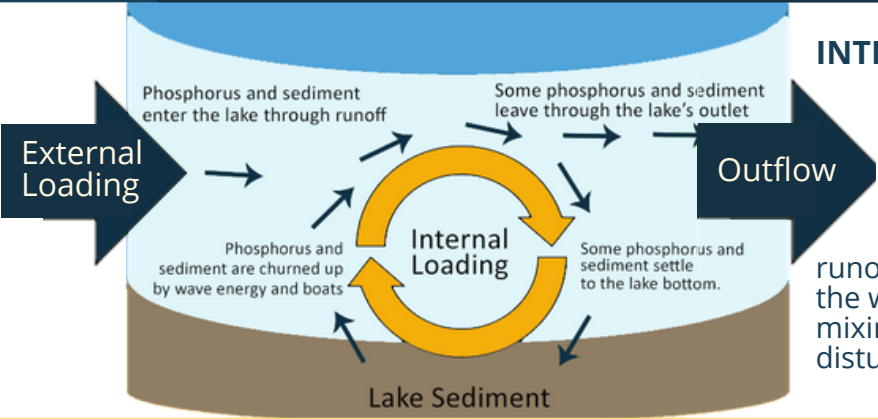 Phosphorus and sediment
enter the lake through runoff
Some phosphorus and sediment
leave through the lake's outlet
External
Loading
Outflow
Internal
Loading
Phosphorus and
sediment are churned up
by wave energy and boats
Some phosphorus and
sediment settle
to the lake bottom.
Lake Sediment
the